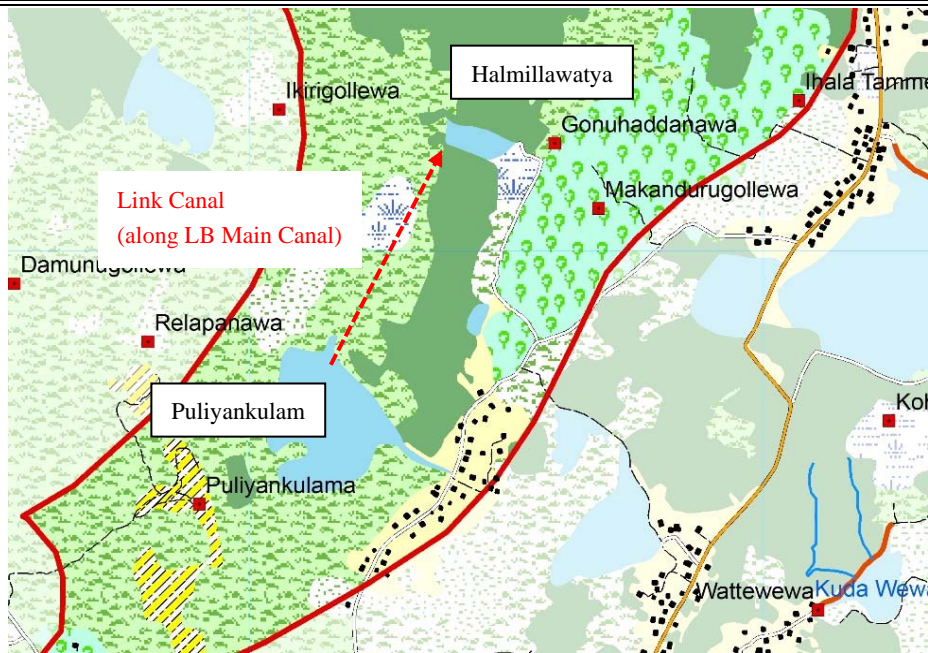 Halmillawatya
Ikirigollewa
Ihala Tamme
Gonuhaddanawa
Makandurugollewa
Link Canal
(along LB Main Canal)
Damunugollewa
Relapanawa
Puliyankulam
Koh
Puliyankulama
Wattewewa
Kuda Wewa